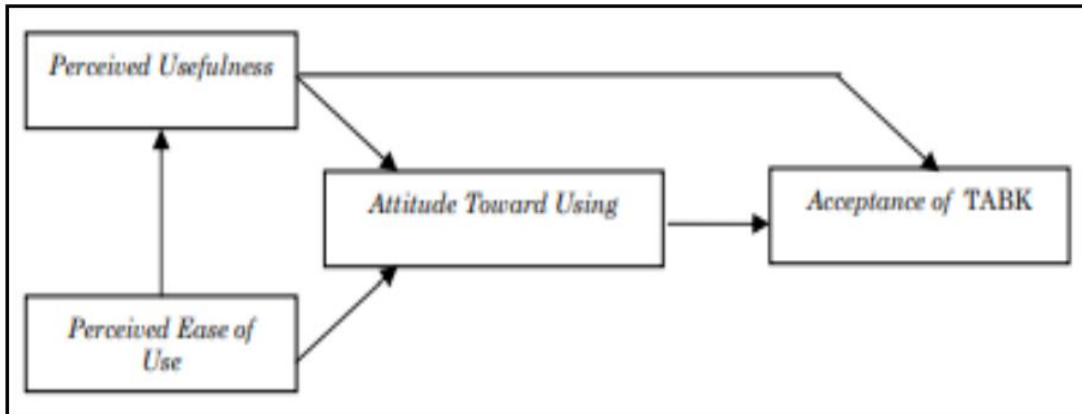 Perceived Usefulness
Attitude Toward Using
Acceptance of TABK
Perceived Ease of
Use